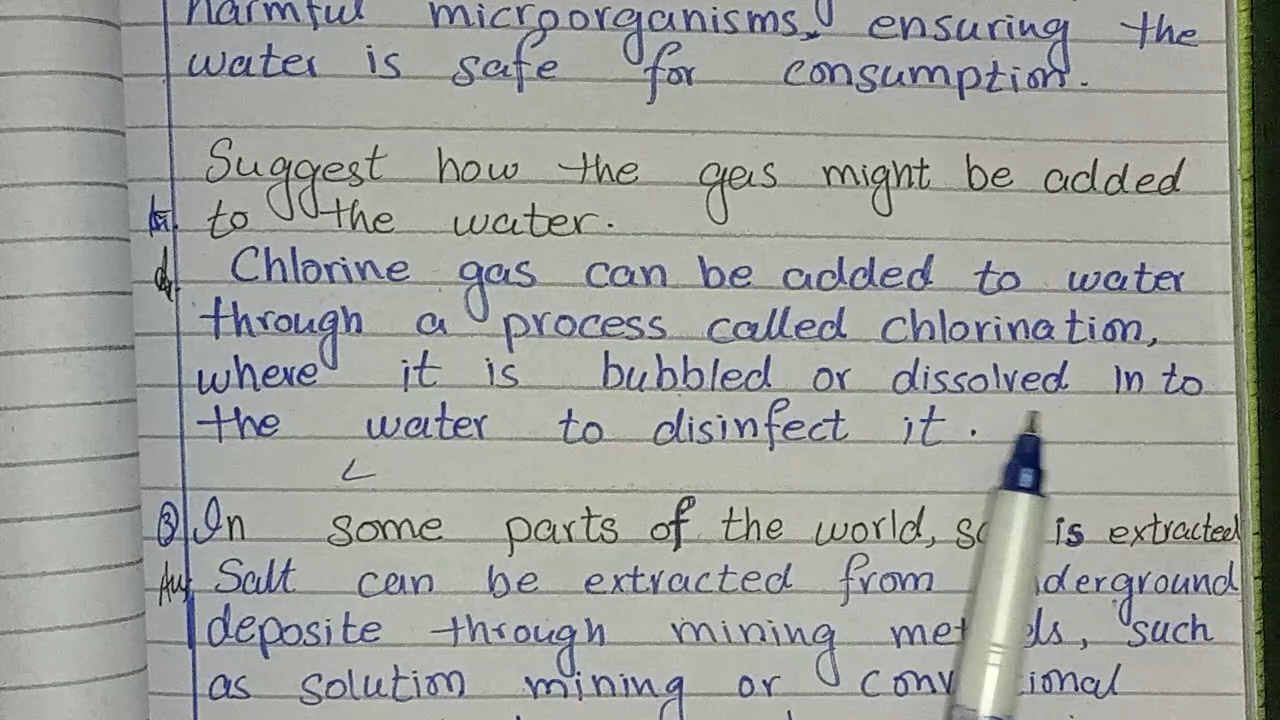 harmful microorganisms, ensuring the
water is safe for consumption.
Suggest how the gas might be added
to the water.
Chlorine gas can be added to water
through a process called chlorination,
where it is bubbled or dissolved in to
the water to disinfect it.
③ In some parts of the world, is extracted
Ans Salt can be extracted from
deposite through mining such
as solution mining or